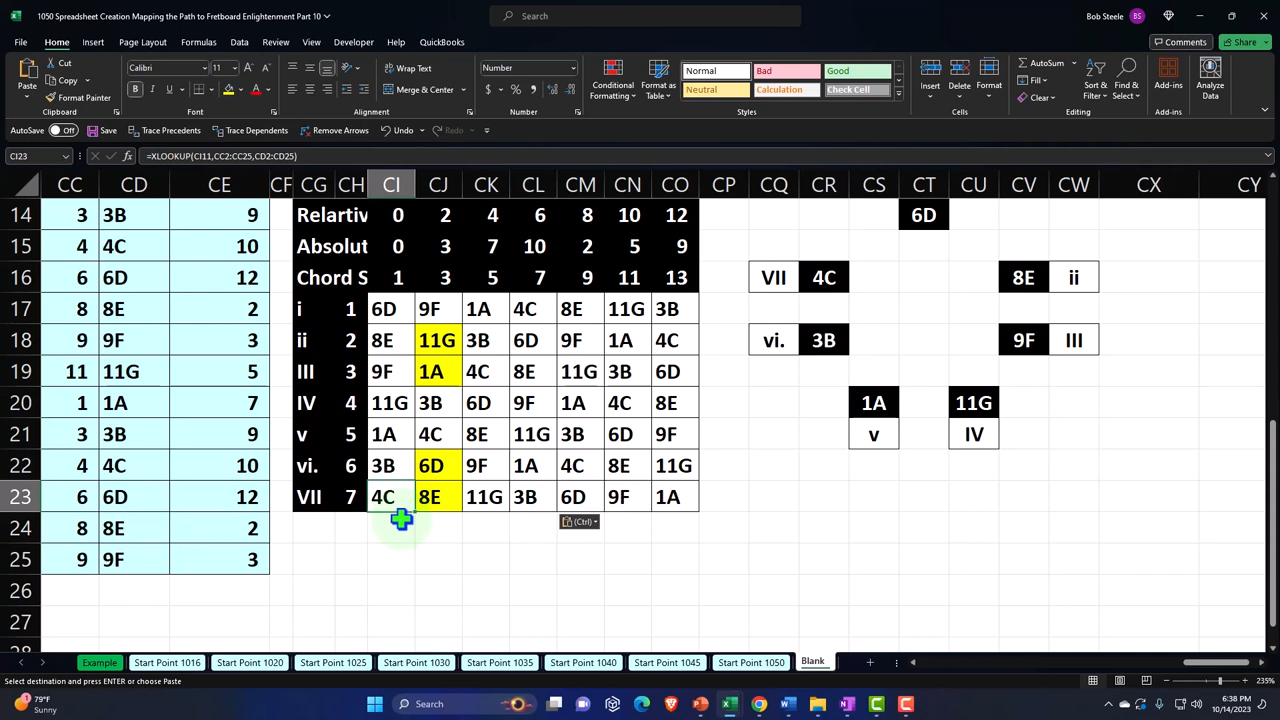 1050 Spreadsheet Creation Mapping the Path to Fretboard Enlightenment Part 10
Search
Bob Steele BS
File Home Insert Page Layout Formulas Data Review View Developer Help QuickBooks Comments Share
Cut Calibri 11 Wrap Text Number Normal Bad Good AutoSum
Paste Copy Merge & Center Conditional Formatting Format as Table Neutral Calculation Check Cell Insert Delete Format Fill Sort & Filter Find & Select Add-ins Analyze Data
Format Painter Clear
Clipboard Font Alignment Number Styles Cells Editing Add-ins
AutoSave Off Save Trace Precedents Trace Dependents Remove Arrows Undo Redo
CI23 fx =XLOOKUP(CI11,CC2:CC25,CD2:CD25)
CC CD CE CF CG CH CI CJ CK CL CM CN CO CP CQ CR CS CT CU CV CW CX CY
14 3 3B 9 Relartiv 0 2 4 6 8 10 12 6D
15 4 4C 10 Absolut 0 3 7 10 2 5 9
16 6 6D 12 Chord S 1 3 5 7 9 11 13 VII 4C 8E ii
17 8 8E 2 i 1 6D 9F 1A 4C 8E 11G 3B
18 9 9F 3 ii 2 8E 11G 3B 6D 9F 1A 4C vi. 3B 9F III
19 11 11G 5 III 3 9F 1A 4C 8E 11G 3B 6D
20 1 1A 7 IV 4 11G 3B 6D 9F 1A 4C 8E 1A 11G
21 3 3B 9 v 5 1A 4C 8E 11G 3B 6D 9F v IV
22 4 4C 10 vi. 6 3B 6D 9F 1A 4C 8E 11G
23 6 6D 12 VII 7 4C 8E 11G 3B 6D 9F 1A
24 8 8E 2 (Ctrl)
25 9 9F 3
26
27
28
Example Start Point 1016 Start Point 1020 Start Point 1025 Start Point 1030 Start Point 1035 Start Point 1040 Start Point 1045 Start Point 1050 Blank
Select destination and press ENTER or choose Paste 235%
79°F
Sunny
Search
6:38 PM
10/14/2023